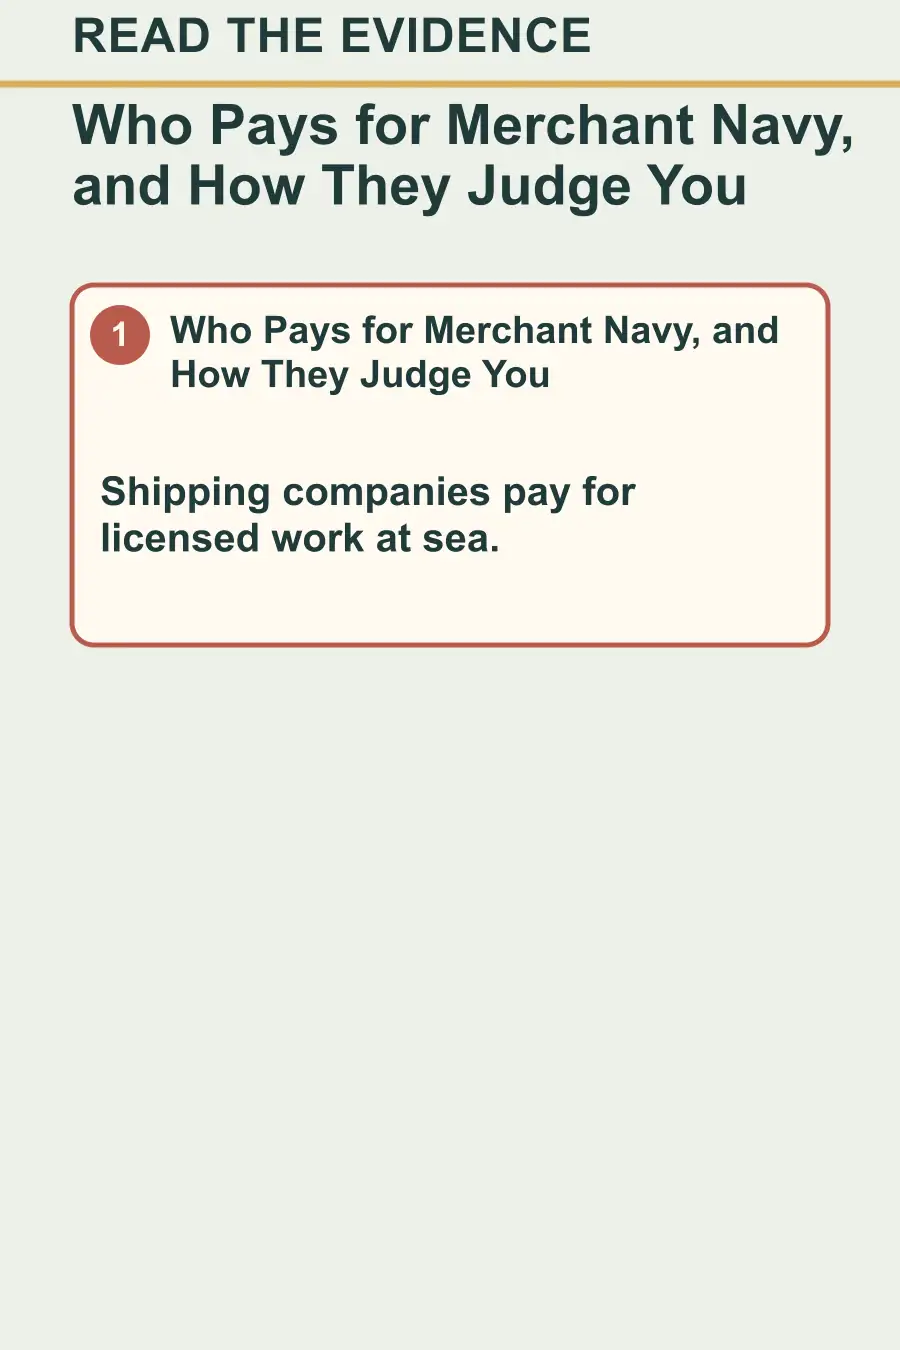 READ THE EVIDENCE
Who Pays for Merchant Navy,
and How They Judge You
1
Who Pays for Merchant Navy, and
How They Judge You
Shipping companies pay for
licensed work at sea.